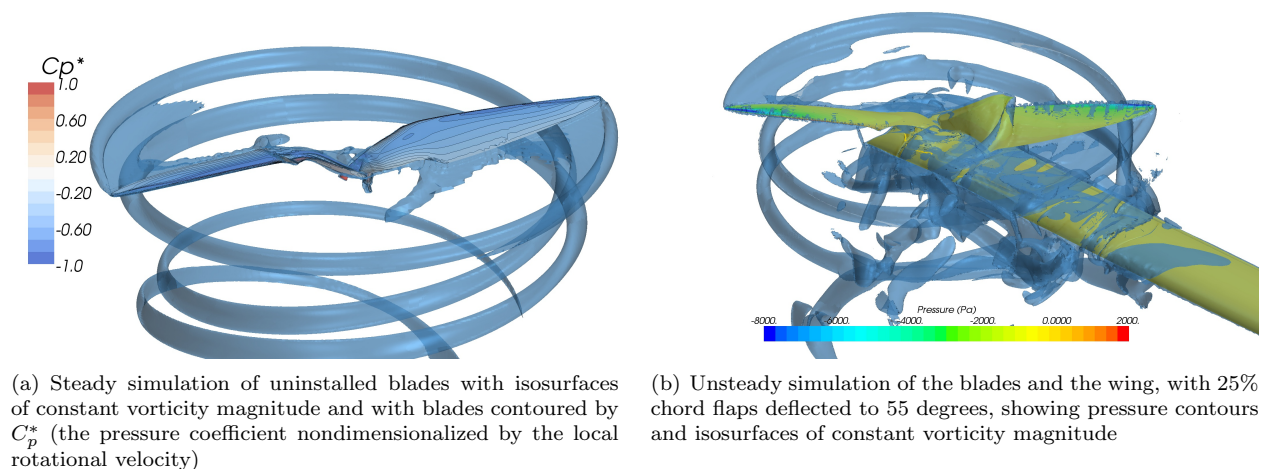 Cp*
1.0
0.60
0.20
-0.20
-0.60
-1.0
Pressure (Pa)
-8000. -6000. -4000. -2000. 0.0000 2000.
(a) Steady simulation of uninstalled blades with isosurfaces
of constant vorticity magnitude and with blades contoured by
C*p (the pressure coefficient nondimensionalized by the local
rotational velocity)
(b) Unsteady simulation of the blades and the wing, with 25%
chord flaps deflected to 55 degrees, showing pressure contours
and isosurfaces of constant vorticity magnitude